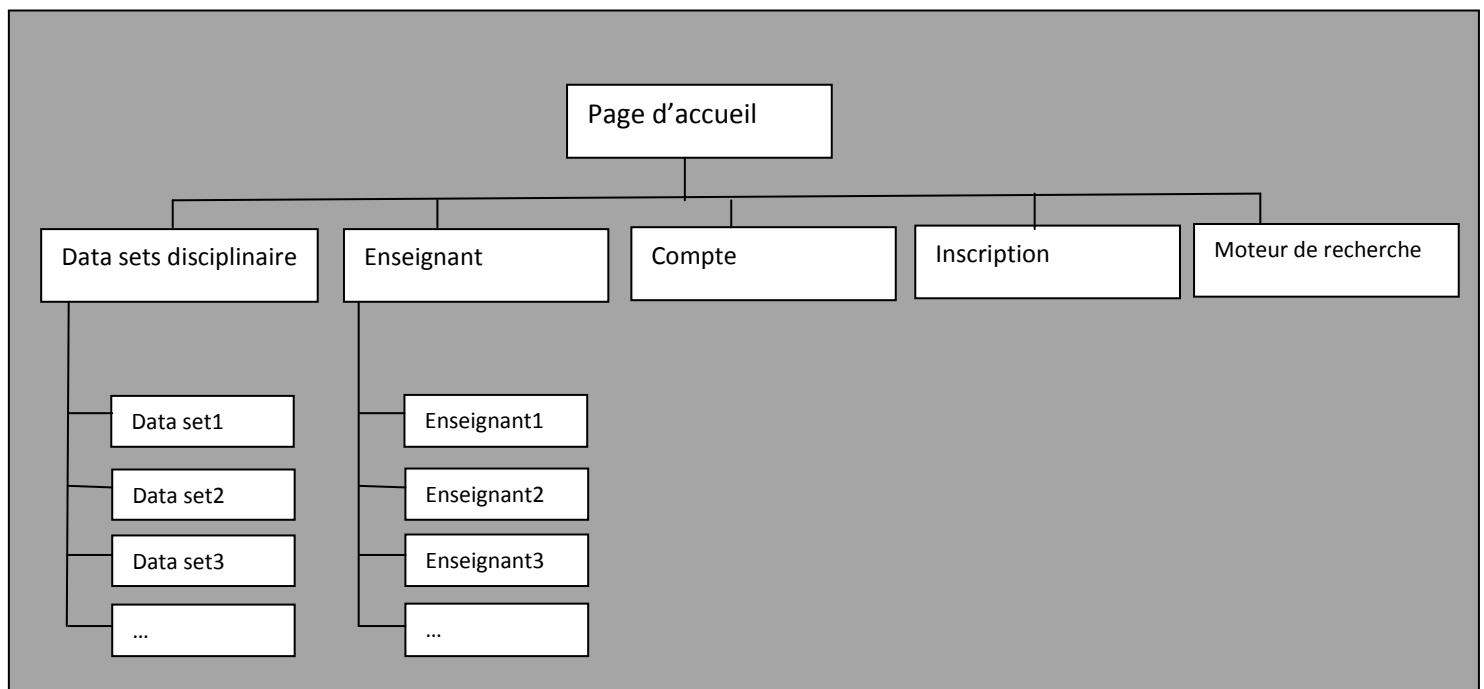 Page d’accueil
Data sets disciplinaire
Enseignant
Compte
Inscription
Moteur de recherche
Data set1
Data set2
Data set3
...
Enseignant1
Enseignant2
Enseignant3
...